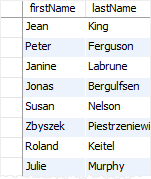 firstName lastName
Jean King
Peter Ferguson
Janine Labrune
Jonas Bergulfsen
Susan Nelson
Zbyszek Piestrzeniewi
Roland Keitel
Julie Murphy